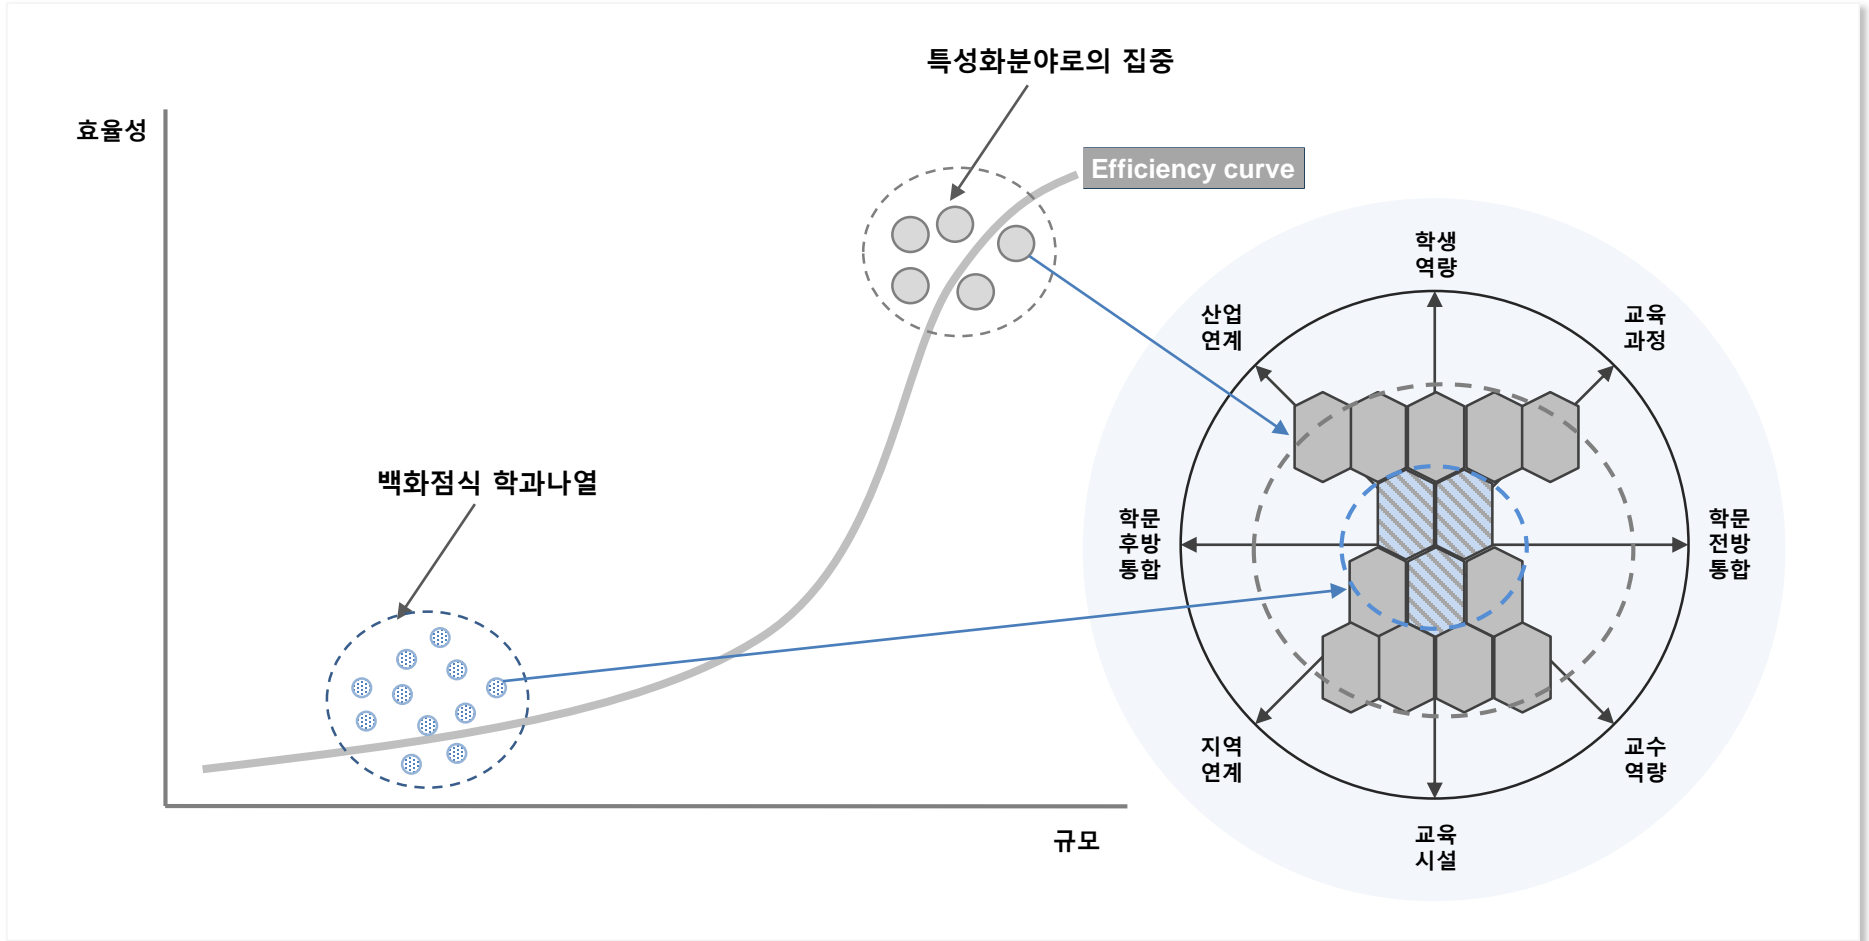 특성화분야로의 집중
효율성
Efficiency curve
학생
역량
산업
연계
교육
과정
백화점식 학과나열
학문
후방
통합
학문
전방
통합
지역
연계
교수
역량
규모
교육
시설